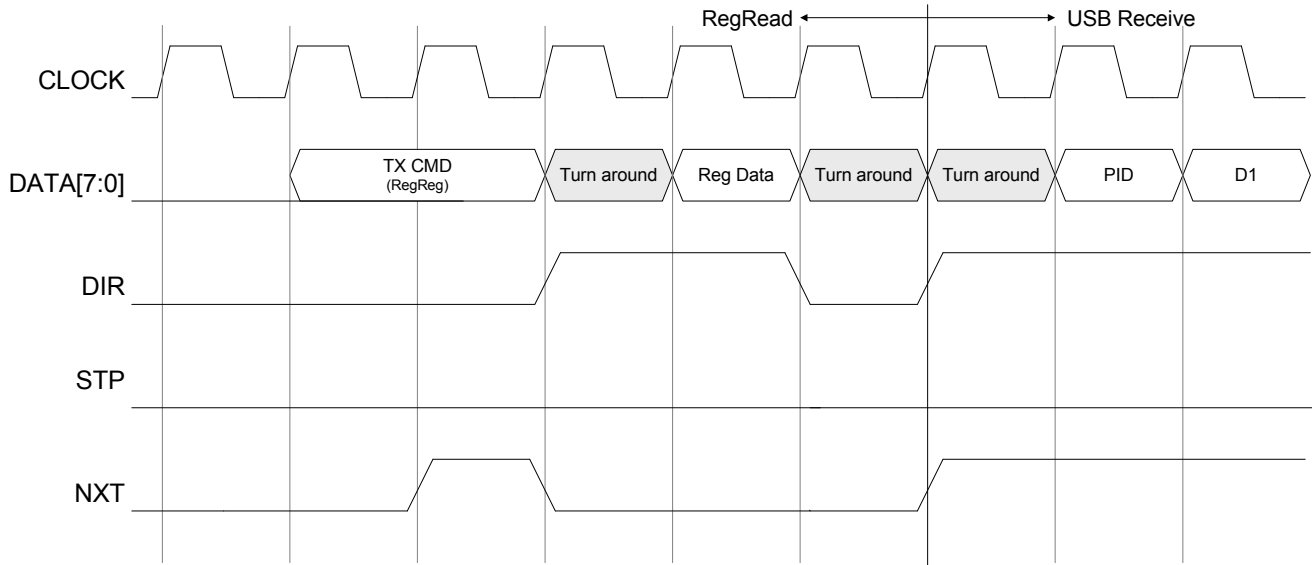 RegRead USB Receive
CLOCK
DATA[7:0]
TX CMD
(RegReg)
Turn around
Reg Data
Turn around
Turn around
PID
D1
DIR
STP
NXT